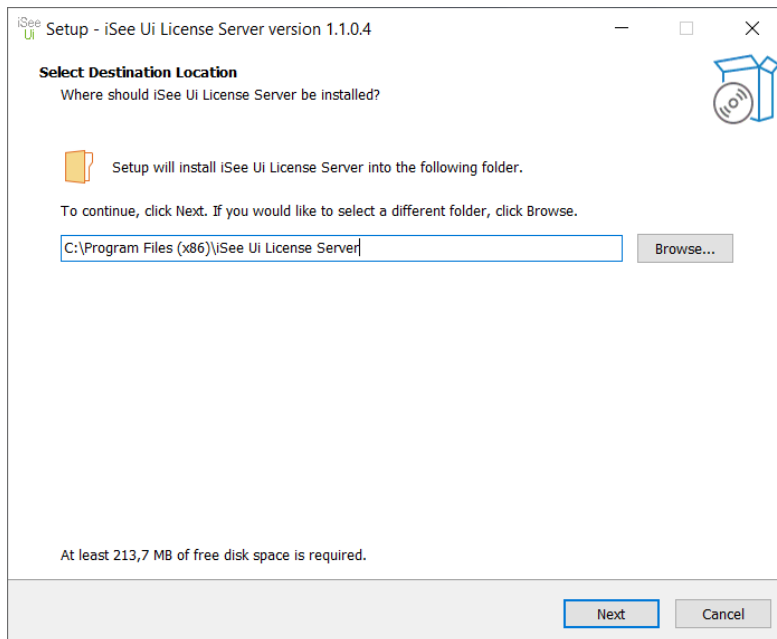 iSee
Ui
Setup - iSee Ui License Server version 1.1.0.4
Select Destination Location
Where should iSee Ui License Server be installed?
Setup will install iSee Ui License Server into the following folder.
To continue, click Next. If you would like to select a different folder, click Browse.
C:\Program Files (x86)\iSee Ui License Server
Browse...
At least 213,7 MB of free disk space is required.
Next
Cancel